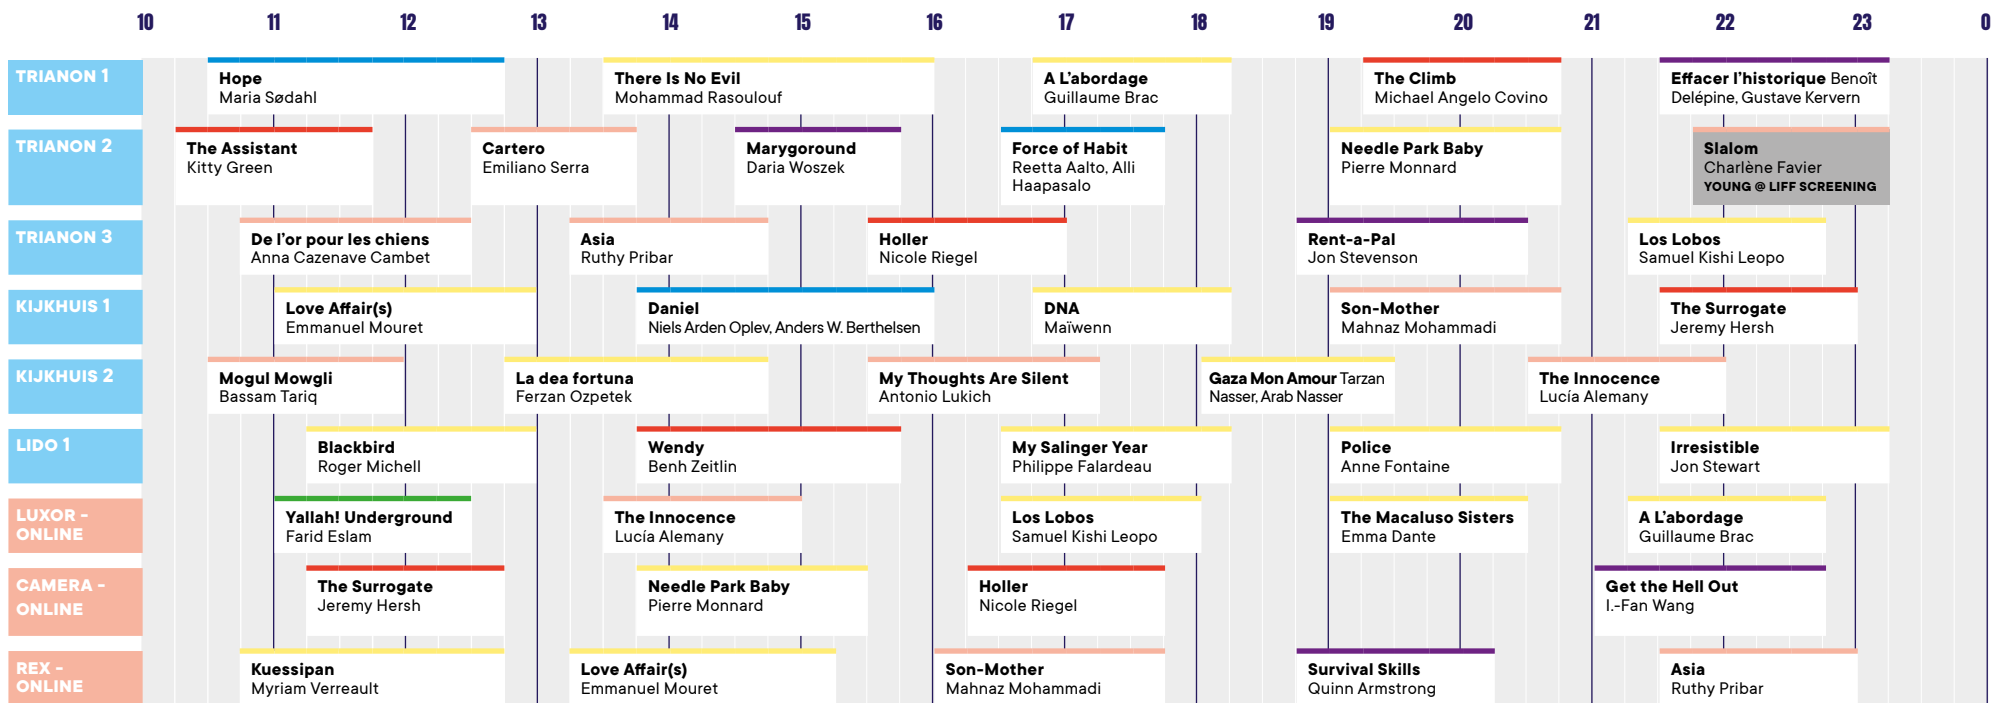 10 11 12 13 14 15 16 17 18 19 20 21 22 23 0
TRIANON 1
Hope
Maria Sødahl
There Is No Evil
Mohammad Rasoulouf
A L’abordage
Guillaume Brac
The Climb
Michael Angelo Covino
Effacer l’historique Benoît
Delépine, Gustave Kervern
TRIANON 2
The Assistant
Kitty Green
Cartero
Emiliano Serra
Marygoround
Daria Woszek
Force of Habit
Reetta Aalto, Alli
Haapasalo
Needle Park Baby
Pierre Monnard
Slalom
Charlène Favier
YOUNG @ LIFF SCREENING
TRIANON 3
De l’or pour les chiens
Anna Cazenave Cambet
Asia
Ruthy Pribar
Holler
Nicole Riegel
Rent-a-Pal
Jon Stevenson
Los Lobos
Samuel Kishi Leopo
KIJKHUIS 1
Love Affair(s)
Emmanuel Mouret
Daniel
Niels Arden Oplev, Anders W. Berthelsen
DNA
Maïwenn
Son-Mother
Mahnaz Mohammadi
The Surrogate
Jeremy Hersh
KIJKHUIS 2
Mogul Mowgli
Bassam Tariq
La dea fortuna
Ferzan Ozpetek
My Thoughts Are Silent
Antonio Lukich
Gaza Mon Amour Tarzan
Nasser, Arab Nasser
The Innocence
Lucía Alemany
LIDO 1
Blackbird
Roger Michell
Wendy
Benh Zeitlin
My Salinger Year
Philippe Falardeau
Police
Anne Fontaine
Irresistible
Jon Stewart
LUXOR -
ONLINE
Yallah! Underground
Farid Eslam
The Innocence
Lucía Alemany
Los Lobos
Samuel Kishi Leopo
The Macaluso Sisters
Emma Dante
A L’abordage
Guillaume Brac
CAMERA -
ONLINE
The Surrogate
Jeremy Hersh
Needle Park Baby
Pierre Monnard
Holler
Nicole Riegel
Get the Hell Out
I.-Fan Wang
REX -
ONLINE
Kuessipan
Myriam Verreault
Love Affair(s)
Emmanuel Mouret
Son-Mother
Mahnaz Mohammadi
Survival Skills
Quinn Armstrong
Asia
Ruthy Pribar